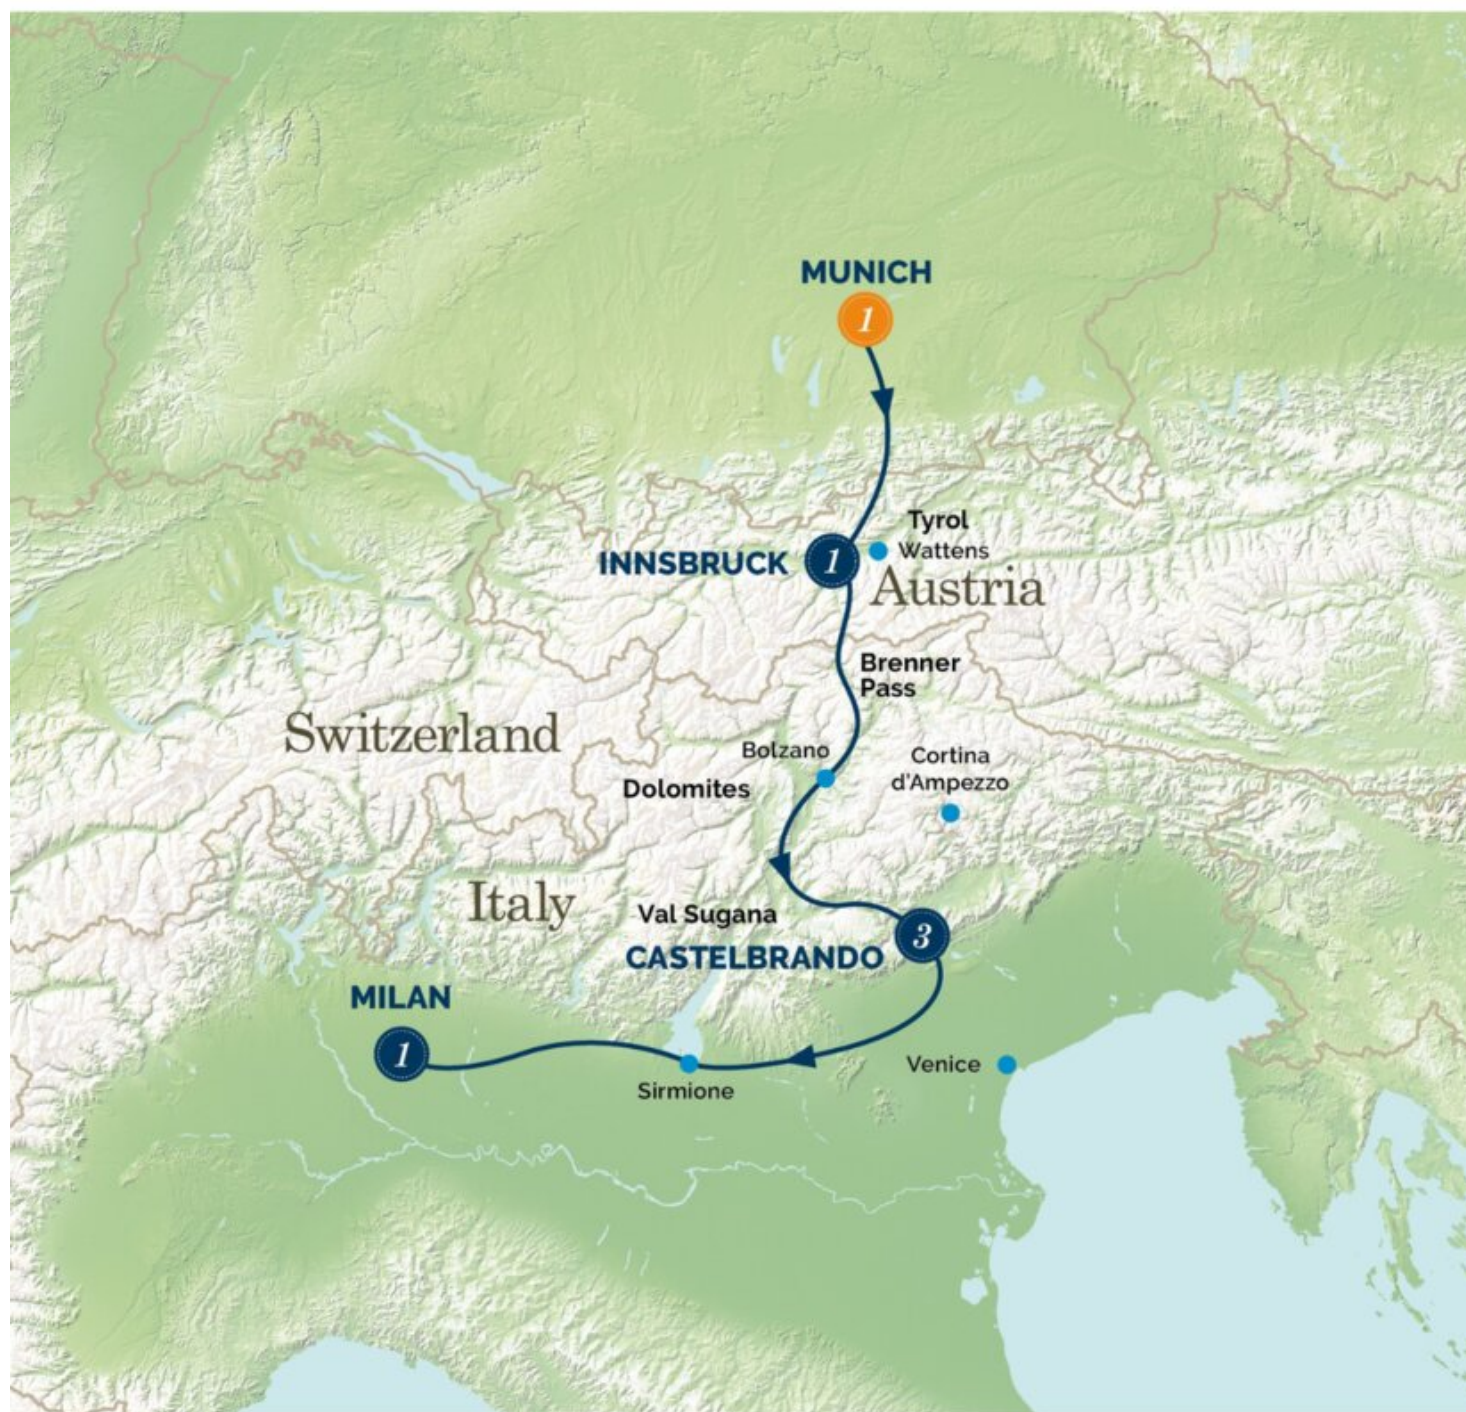 MUNICH
1
Tyrol
Wattens
INNSBRUCK
1
Austria
Brenner
Pass
Switzerland
Bolzano
Cortina
d'Ampezzo
Dolomites
Italy
Val Sugana
CASTELBRANDO
3
MILAN
1
Sirmione
Venice